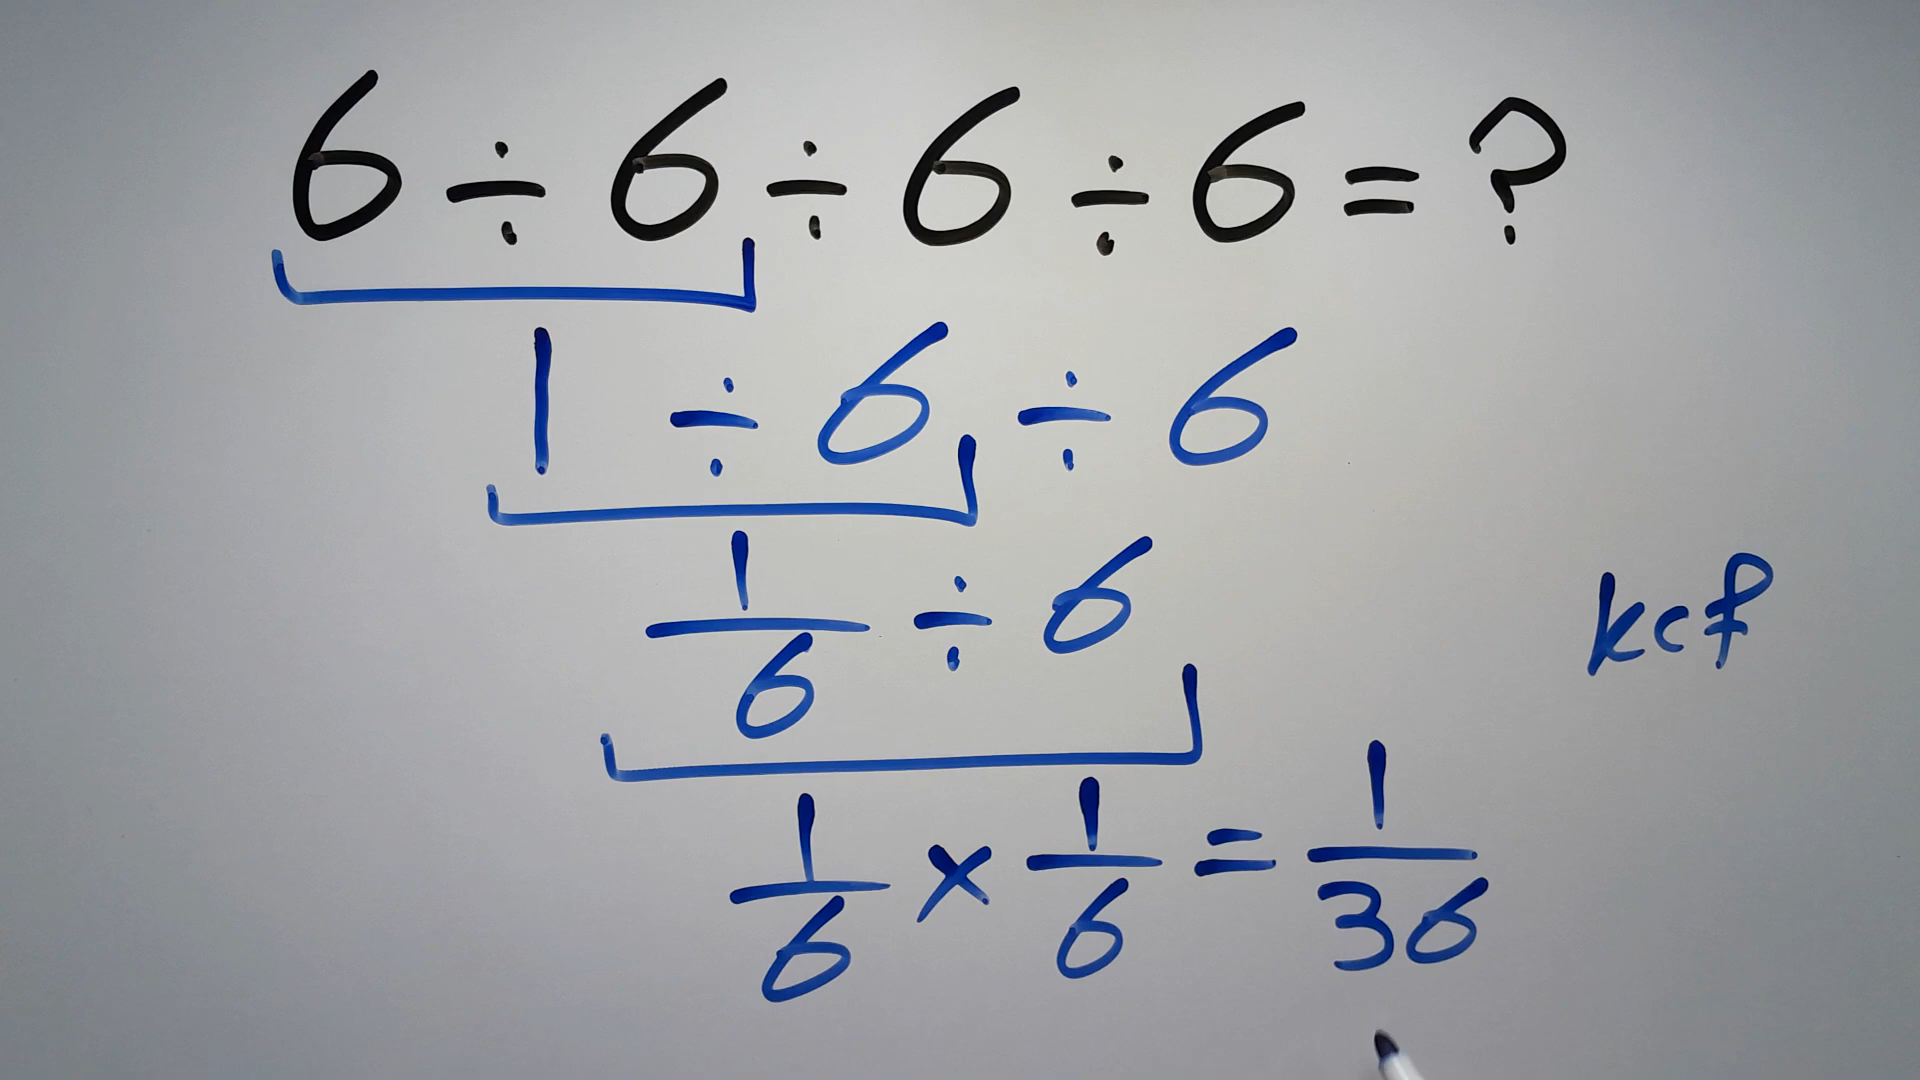 6 ÷ 6 ÷ 6 ÷ 6 = ?
1 ÷ 6 ÷ 6
1/6 ÷ 6
kcf
1/6 × 1/6 = 1/36